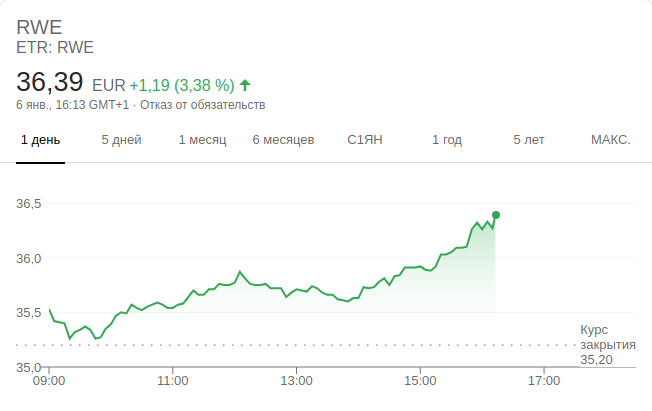 RWE
ETR: RWE
36,39 EUR +1,19 (3,38 %)
6 янв., 16:13 GMT+1 · Отказ от обязательств
1 день 5 дней 1 месяц 6 месяцев С1ЯН 1 год 5 лет МАКС.
36,5
36,0
35,5
Курс
закрытия
35,20
35,0
09:00 11:00 13:00 15:00 17:00